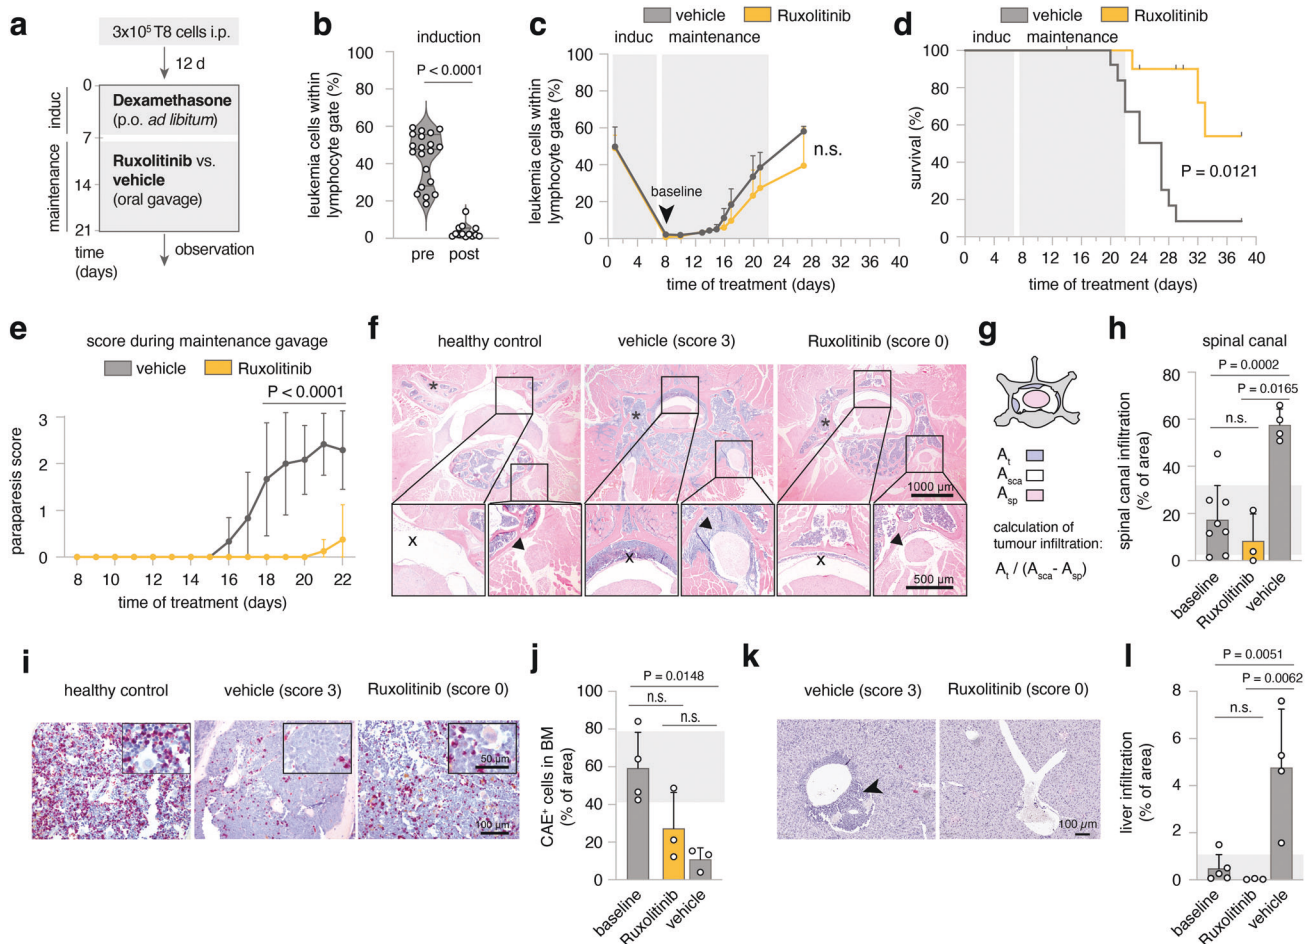 a
3x10⁵ T8 cells i.p.
12 d
0
7
14
21
induc
maintenance
Dexamethasone
(p.o. ad libitum)
Ruxolitinib vs.
vehicle
(oral gavage)
time
(days)
observation
b
induction
P < 0.0001
leukemia cells within
lymphocyte gate (%)
100
80
60
40
20
0
pre post
c
vehicle Ruxolitinib
induc maintenance
leukemia cells within
lymphocyte gate (%)
100
80
60
40
20
0
baseline
n.s.
0 4 8 12 16 20 24 28 32 36 40
time of treatment (days)
d
vehicle Ruxolitinib
induc maintenance
survival (%)
100
80
60
40
20
0
P = 0.0121
0 4 8 12 16 20 24 28 32 36 40
time of treatment (days)
e
score during maintenance gavage
vehicle Ruxolitinib
P < 0.0001
paraparesis score
3
2
1
0
8 10 12 14 16 18 20 22
time of treatment (days)
f
healthy control vehicle (score 3) Ruxolitinib (score 0)
* * *
1000 µm
x x x
500 µm
g
Aₜ
Aₛcₐ
Aₛₚ
calculation of
tumour infiltration:
Aₜ / (Aₛcₐ- Aₛₚ)
h
spinal canal
P = 0.0002
P = 0.0165
n.s.
spinal canal infiltration
(% of area)
80
60
40
20
0
baseline
Ruxolitinib
vehicle
i
healthy control vehicle (score 3) Ruxolitinib (score 0)
50 µm
100 µm
j
P = 0.0148
n.s.
n.s.
CAE⁺ cells in BM
(% of area)
100
80
60
40
20
0
baseline
Ruxolitinib
vehicle
k
vehicle (score 3) Ruxolitinib (score 0)
100 µm
l
P = 0.0051
P = 0.0062
n.s.
liver infiltration
(% of area)
8
6
4
2
0
baseline
Ruxolitinib
vehicle